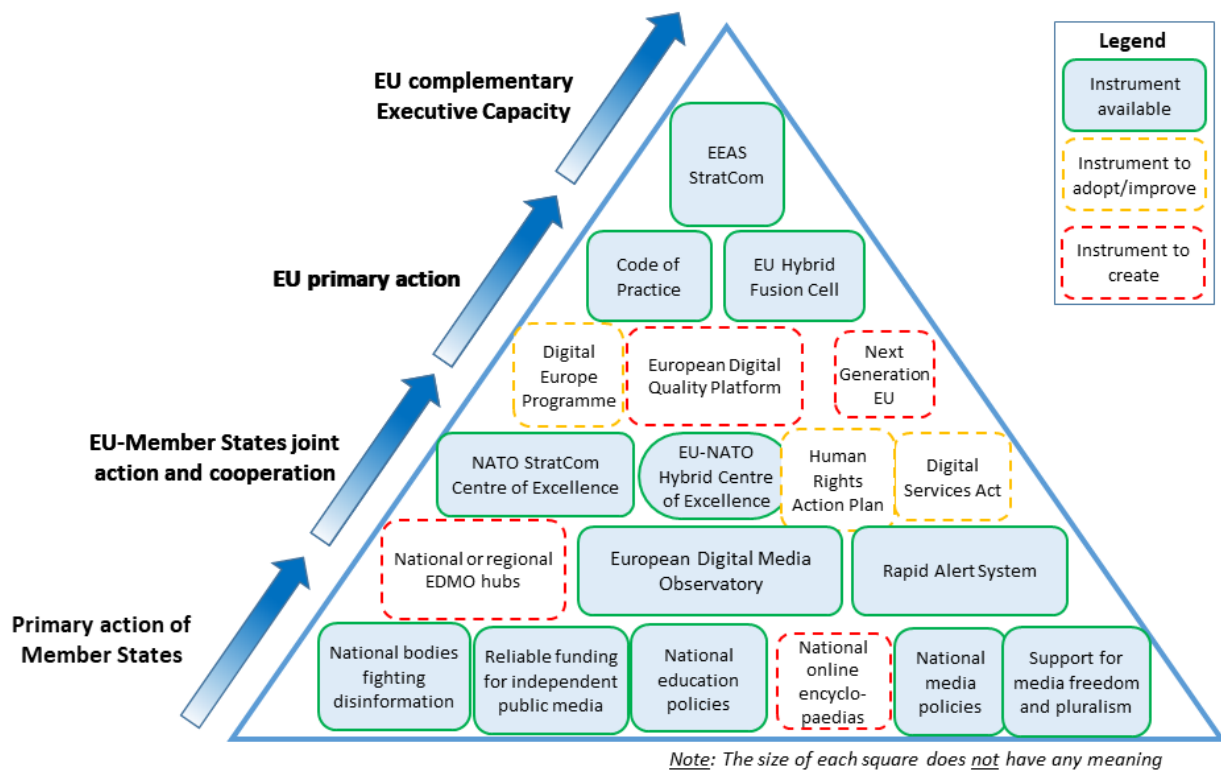 EU complementary
Executive Capacity
EU primary action
EU-Member States joint
action and cooperation
Primary action of
Member States
EEAS
StratCom
Code of
Practice
EU Hybrid
Fusion Cell
Digital
Europe
Programme
European Digital
Quality Platform
Next
Generation
EU
NATO StratCom
Centre of Excellence
EU-NATO
Hybrid Centre
of Excellence
Human
Rights
Action Plan
Digital
Services Act
National or regional
EDMO hubs
European Digital Media
Observatory
Rapid Alert System
National bodies
fighting
disinformation
Reliable funding
for independent
public media
National
education
policies
National
online
encyclo-
paedias
National
media
policies
Support for
media freedom
and pluralism
Legend
Instrument
available
Instrument to
adopt/improve
Instrument to
create
Note: The size of each square does not have any meaning